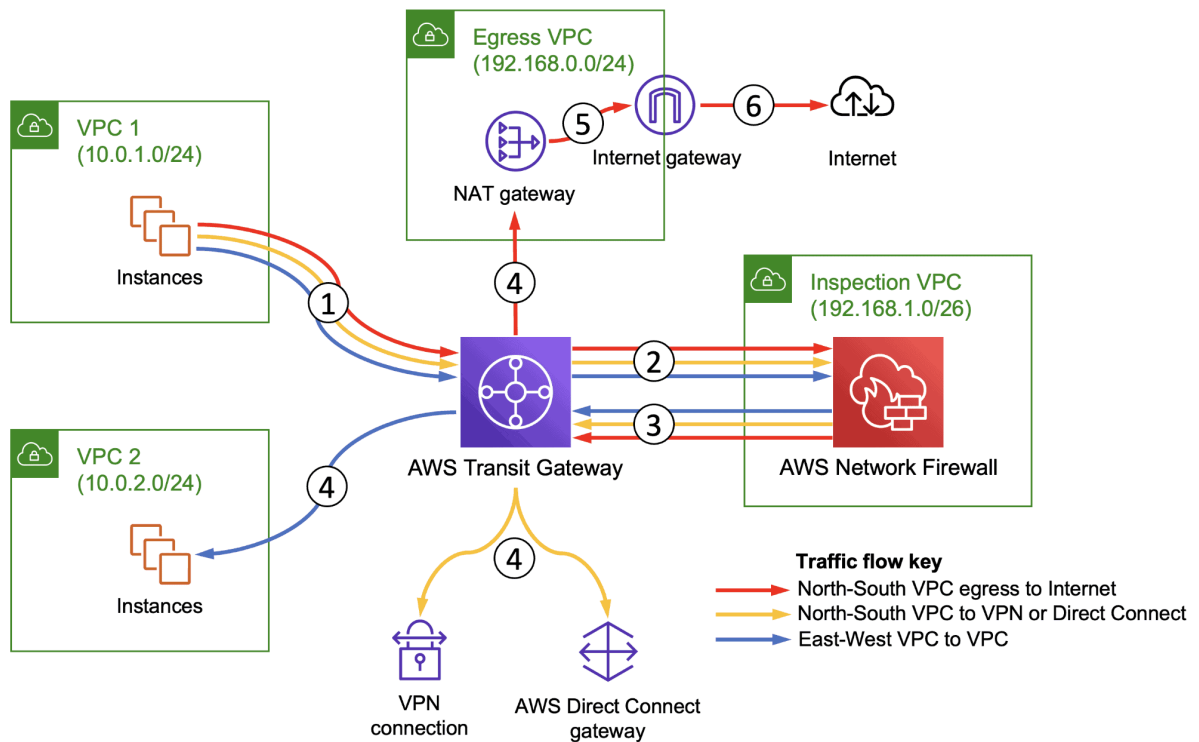 Egress VPC
(192.168.0.0/24)
5
6
Internet gateway
Internet
NAT gateway
VPC 1
(10.0.1.0/24)
Instances
1
4
Inspection VPC
(192.168.1.0/26)
2
3
AWS Transit Gateway
AWS Network Firewall
VPC 2
(10.0.2.0/24)
4
Instances
4
VPN
connection
AWS Direct Connect
gateway
Traffic flow key
North-South VPC egress to Internet
North-South VPC to VPN or Direct Connect
East-West VPC to VPC